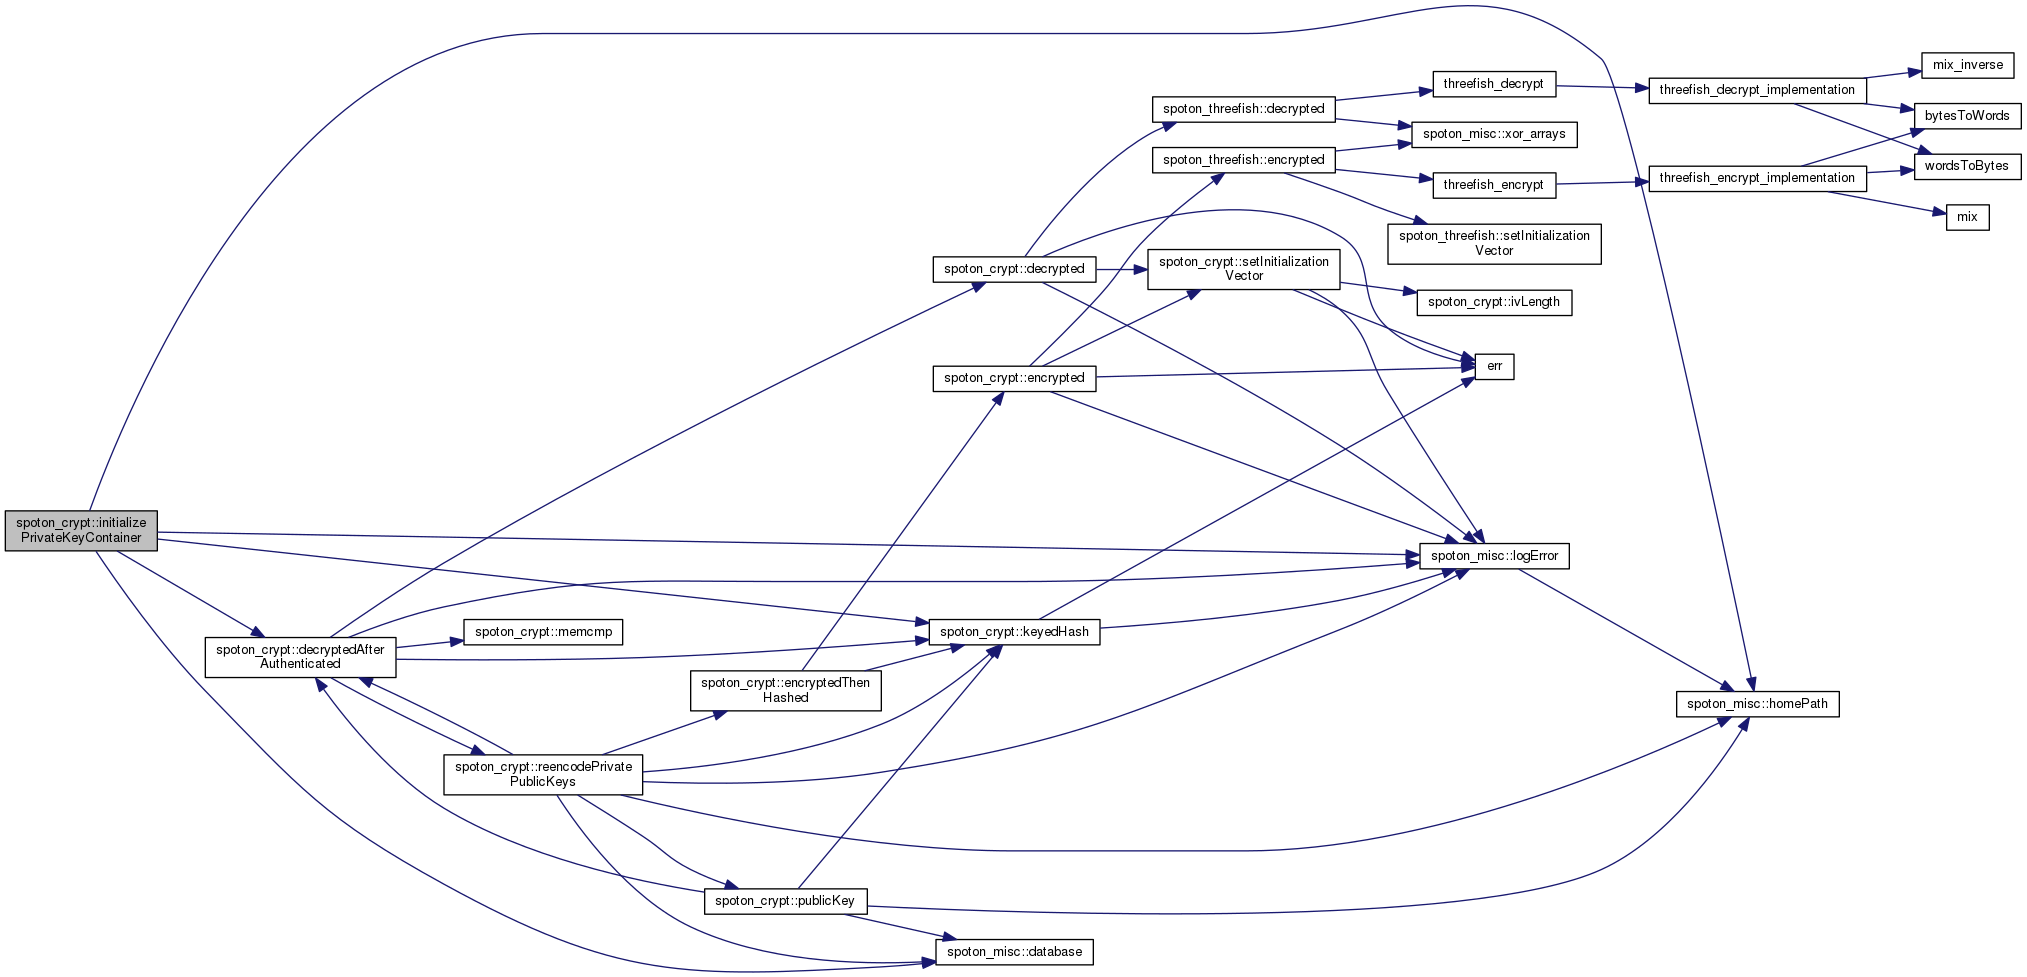 spoton_crypt::initialize
PrivateKeyContainer
spoton_crypt::decryptedAfter
Authenticated
spoton_crypt::memcmp
spoton_crypt::reencodePrivate
PublicKeys
spoton_crypt::encryptedThen
Hashed
spoton_crypt::publicKey
spoton_crypt::decrypted
spoton_crypt::encrypted
spoton_crypt::keyedHash
spoton_misc::database
spoton_threefish::decrypted
spoton_threefish::encrypted
spoton_crypt::setInitialization
Vector
threefish_decrypt
spoton_misc::xor_arrays
threefish_encrypt
spoton_threefish::setInitialization
Vector
spoton_crypt::ivLength
err
spoton_misc::logError
threefish_decrypt_implementation
threefish_encrypt_implementation
spoton_misc::homePath
mix_inverse
bytesToWords
wordsToBytes
mix